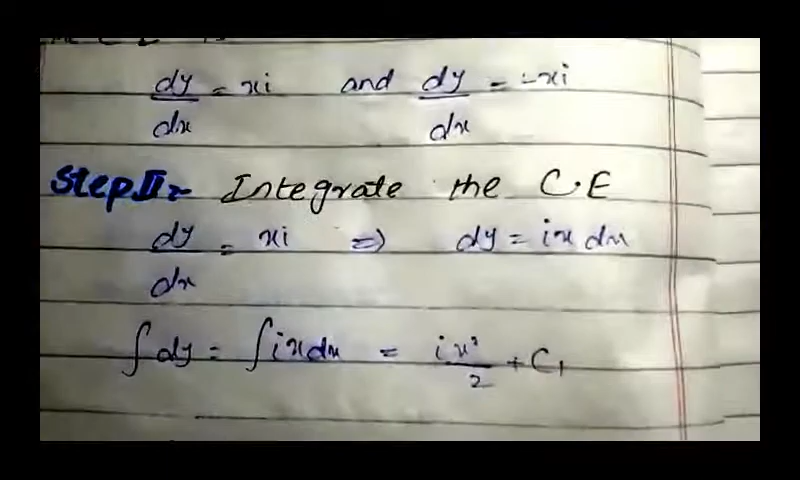 dy/dx = xi and dy/dx = -xi
Step II:- Integrate the C.E
dy/dx = xi => dy = ix dx
∫dy = ∫ix dx = ix²/2 + C₁